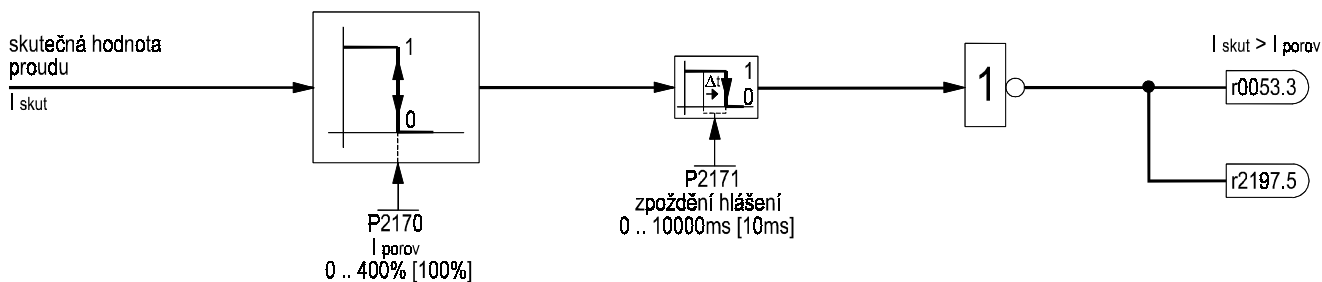 skutečná hodnota
proudu
I skut
1
0
P2170
I porov
0 .. 400% [100%]
1
Δt
0
P2171
zpoždění hlášení
0 .. 10000ms [10ms]
1
I skut > I porov
r0053.3
r2197.5